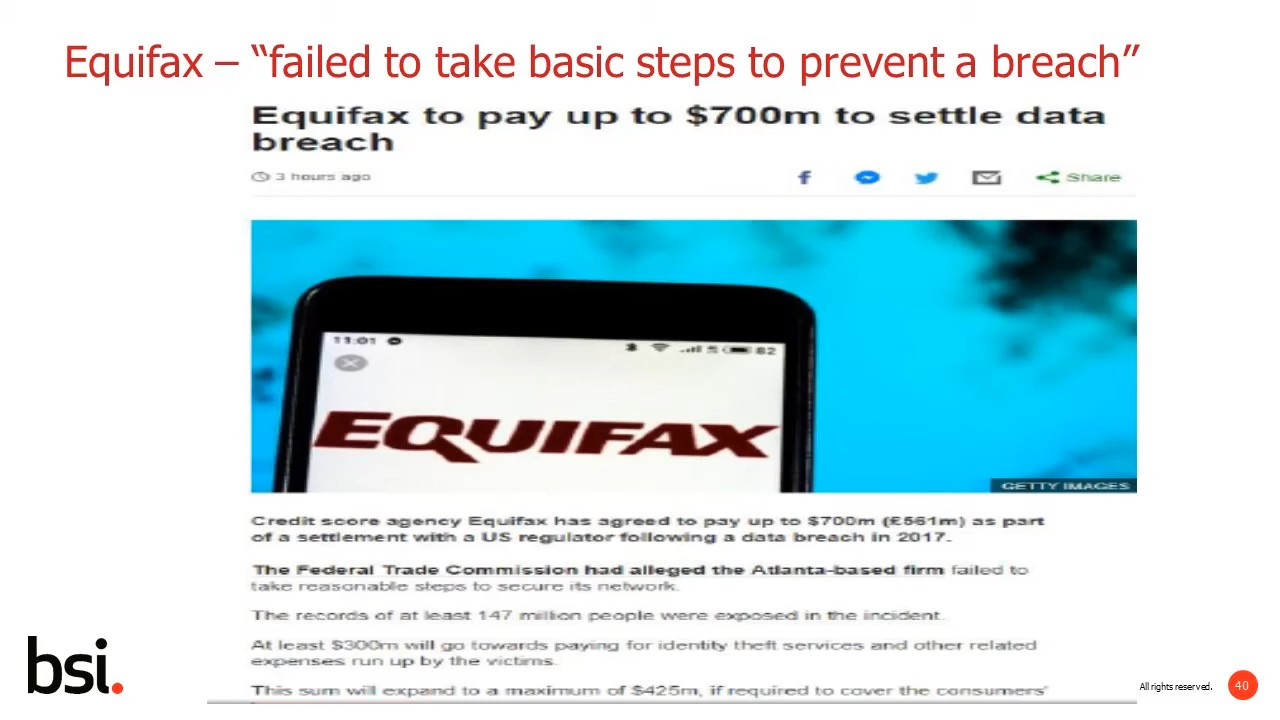 Equifax – “failed to take basic steps to prevent a breach”
Equifax to pay up to $700m to settle data
breach
3 hours ago
Share
11:01
82
EQUIFAX
GETTY IMAGES
Credit score agency Equifax has agreed to pay up to $700m (£561m) as part
of a settlement with a US regulator following a data breach in 2017.
The Federal Trade Commission had alleged the Atlanta-based firm failed to
take reasonable steps to secure its network.
The records of at least 147 million people were exposed in the incident.
At least $300m will go towards paying for identity theft services and other related
expenses run up by the victims.
This sum will expand to a maximum of $425m, if required to cover the consumers'
bsi.
All rights reserved.
40